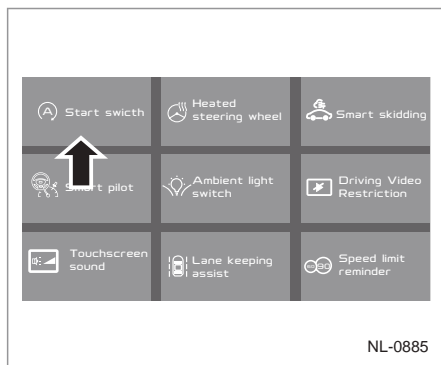 Start swicth
Heated
steering wheel
Smart skidding
Smart pilot
Ambient light
switch
Driving Video
Restriction
Touchscreen
sound
Lane keeping
assist
Speed limit
reminder
NL-0885